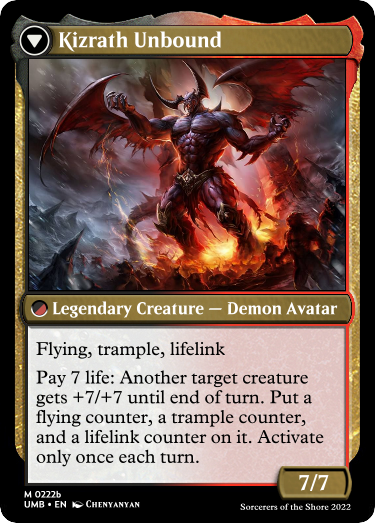 Kizrath Unbound
Legendary Creature — Demon Avatar
Flying, trample, lifelink
Pay 7 life: Another target creature
gets +7/+7 until end of turn. Put a
flying counter, a trample counter,
and a lifelink counter on it. Activate
only once each turn.
7/7
M 0222b
UMB • EN Chenyanyan
Sorcerers of the Shore 2022